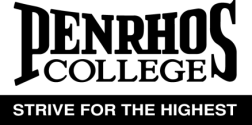 PENRHOS
COLLEGE
STRIVE FOR THE HIGHEST